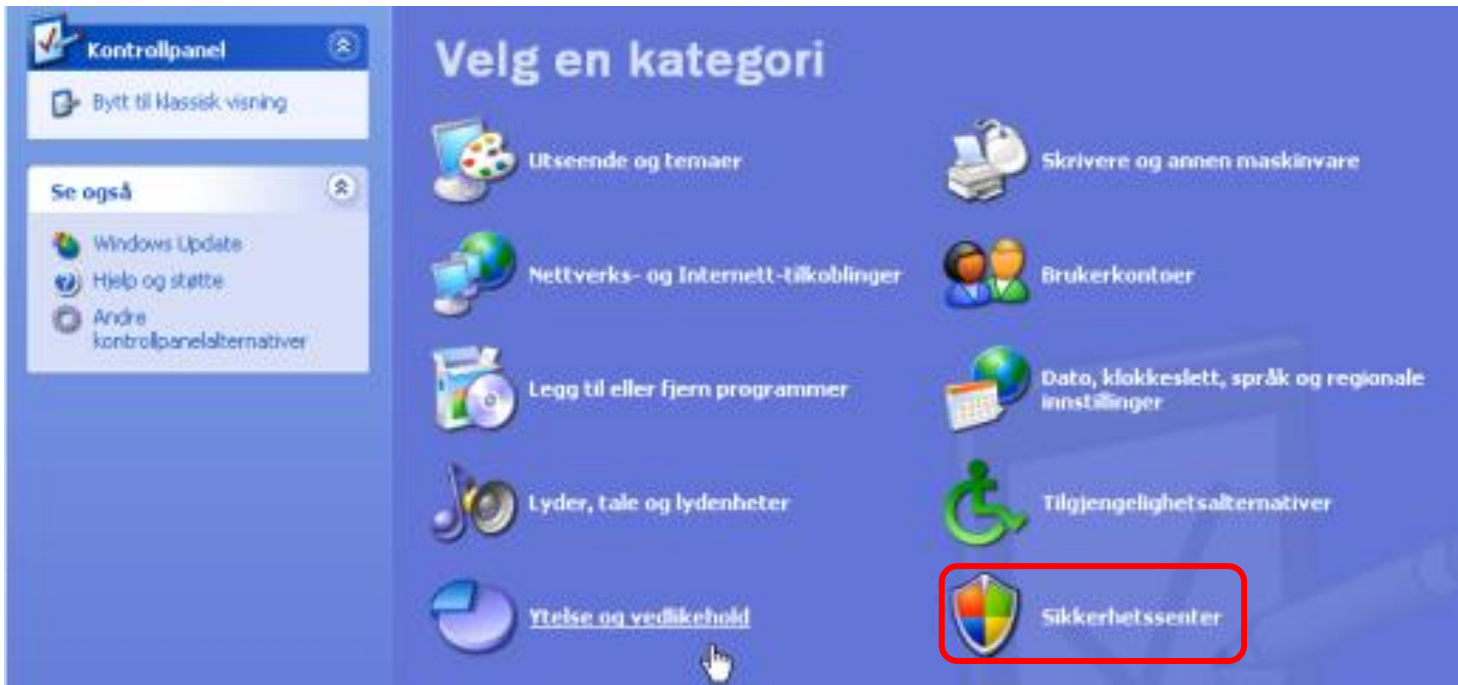 Kontrollpanel
Bytt til klassisk visning
Se også
Windows Update
Hjelp og støtte
Andre
kontrollpanelalternativer
Velg en kategori
Utseende og temaer
Skrivere og annen maskinvare
Nettverks- og Internett-tilkoblinger
Brukerkontoer
Legg til eller fjern programmer
Dato, klokkeslett, språk og regionale
innstillinger
Lyder, tale og lydenheter
Tilgjengelighetsalternativer
Ytelse og vedlikehold
Sikkerhetssenter